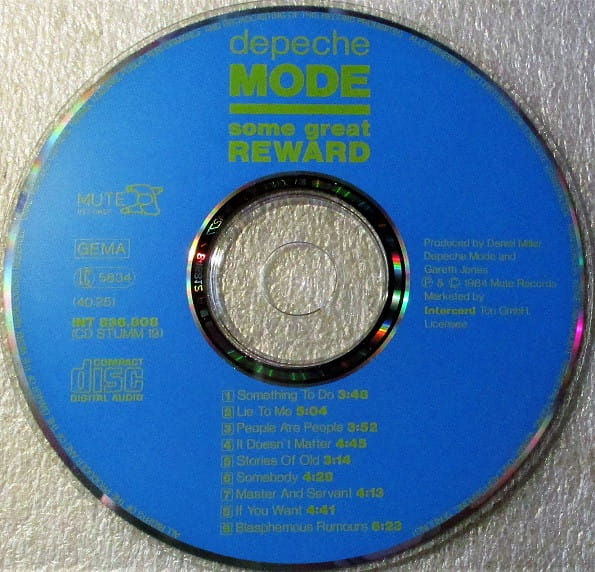 depeche
MODE
some great
REWARD
MUTE
RECORDS
GEMA
LC 5834
(40:25)
INT 836.808
(CD STUMM 19)
COMPACT
disc
DIGITAL AUDIO
Produced by Daniel Miller,
Depeche Mode and
Gareth Jones
Ⓟ & © 1984 Mute Records
Marketed by
Intercord Ton GmbH.
Licensee
1 Something To Do 3:46
2 Lie To Me 5:04
3 People Are People 3:52
4 It Doesn't Matter 4:45
5 Stories Of Old 3:14
6 Somebody 4:28
7 Master And Servant 4:13
8 If You Want 4:41
9 Blasphemous Rumours 6:23